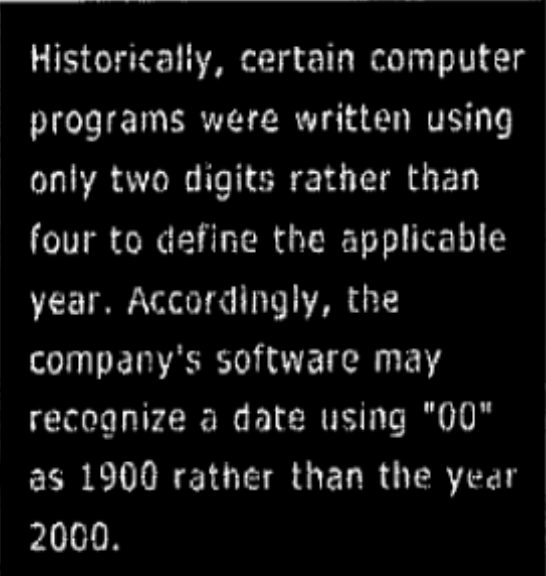 Historically, certain computer
programs were written using
only two digits rather than
four to define the applicable
year. Accordingly, the
company's software may
recognize a date using "00"
as 1900 rather than the year
2000.